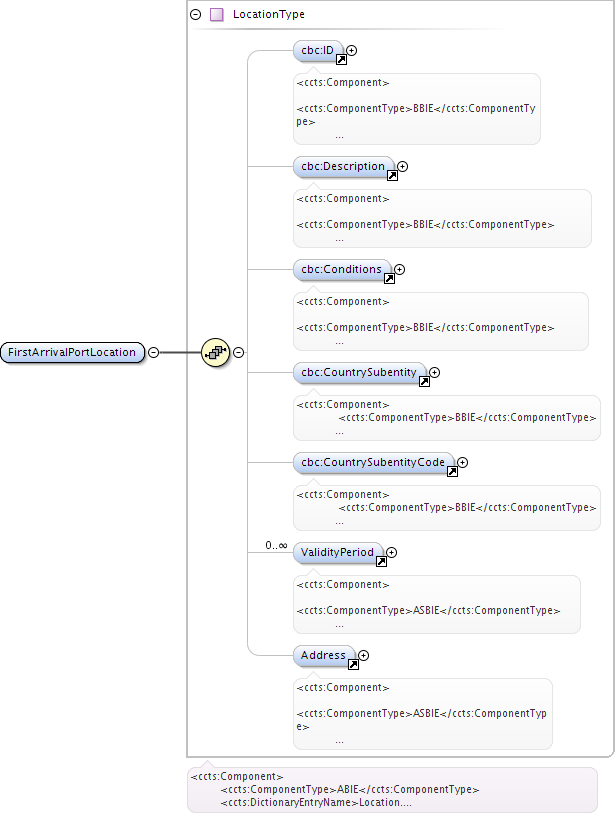 LocationType
cbc:ID
<ccts:Component>
<ccts:ComponentType>BBIE</ccts:ComponentTy
pe>
...
cbc:Description
<ccts:Component>
<ccts:ComponentType>BBIE</ccts:ComponentType>
...
cbc:Conditions
<ccts:Component>
<ccts:ComponentType>BBIE</ccts:ComponentType>
...
FirstArrivalPortLocation
cbc:CountrySubentity
<ccts:Component>
<ccts:ComponentType>BBIE</ccts:ComponentType>
...
cbc:CountrySubentityCode
<ccts:Component>
<ccts:ComponentType>BBIE</ccts:ComponentType>
...
0..∞
ValidityPeriod
<ccts:Component>
<ccts:ComponentType>ASBIE</ccts:ComponentType>
...
Address
<ccts:Component>
<ccts:ComponentType>ASBIE</ccts:ComponentTyp
e>
...
<ccts:Component>
<ccts:ComponentType>ABIE</ccts:ComponentType>
<ccts:DictionaryEntryName>Location....